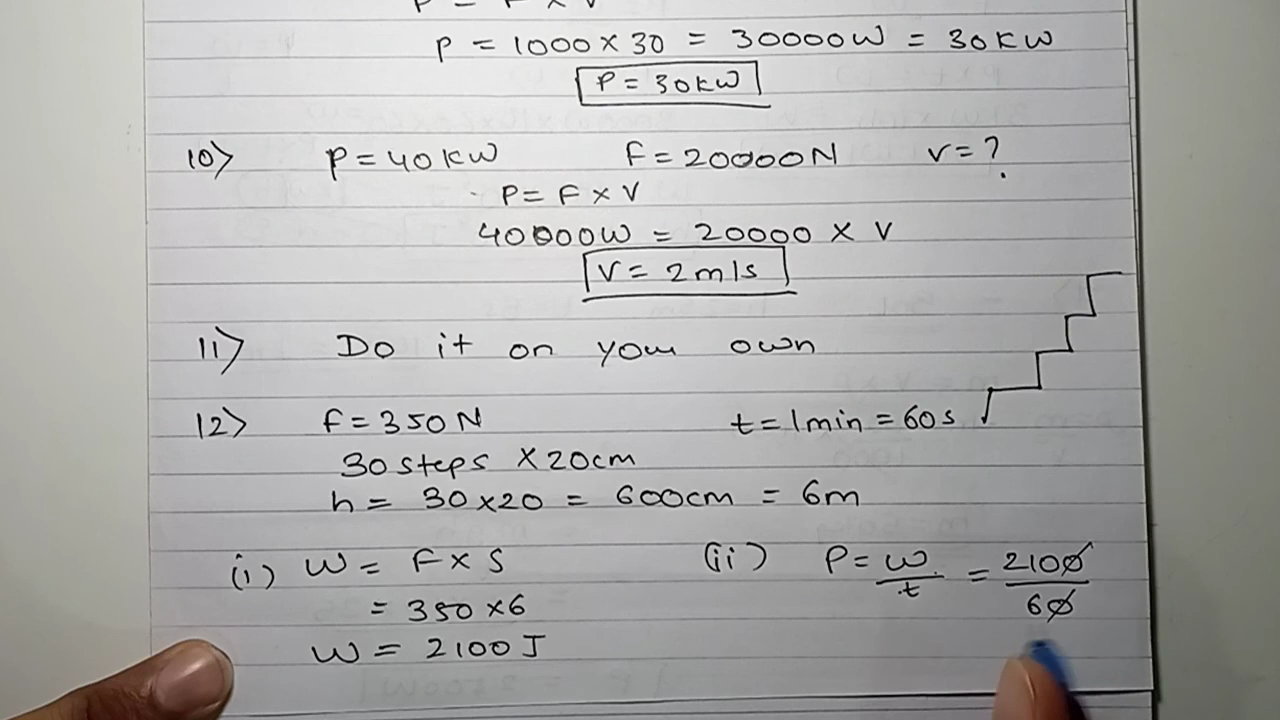 P = F × V
P = 1000 × 30 = 30000W = 30KW
P = 30KW
10) P = 40KW F = 20000N V = ?
P = F × V
40000W = 20000 × V
V = 2m/s
11) Do it on your own
12) F = 350N t = 1min = 60s
30 steps × 20cm
h = 30×20 = 600cm = 6m
(i) W = F × S (ii) P = W/t = 2100/60
= 350 × 6
W = 2100J